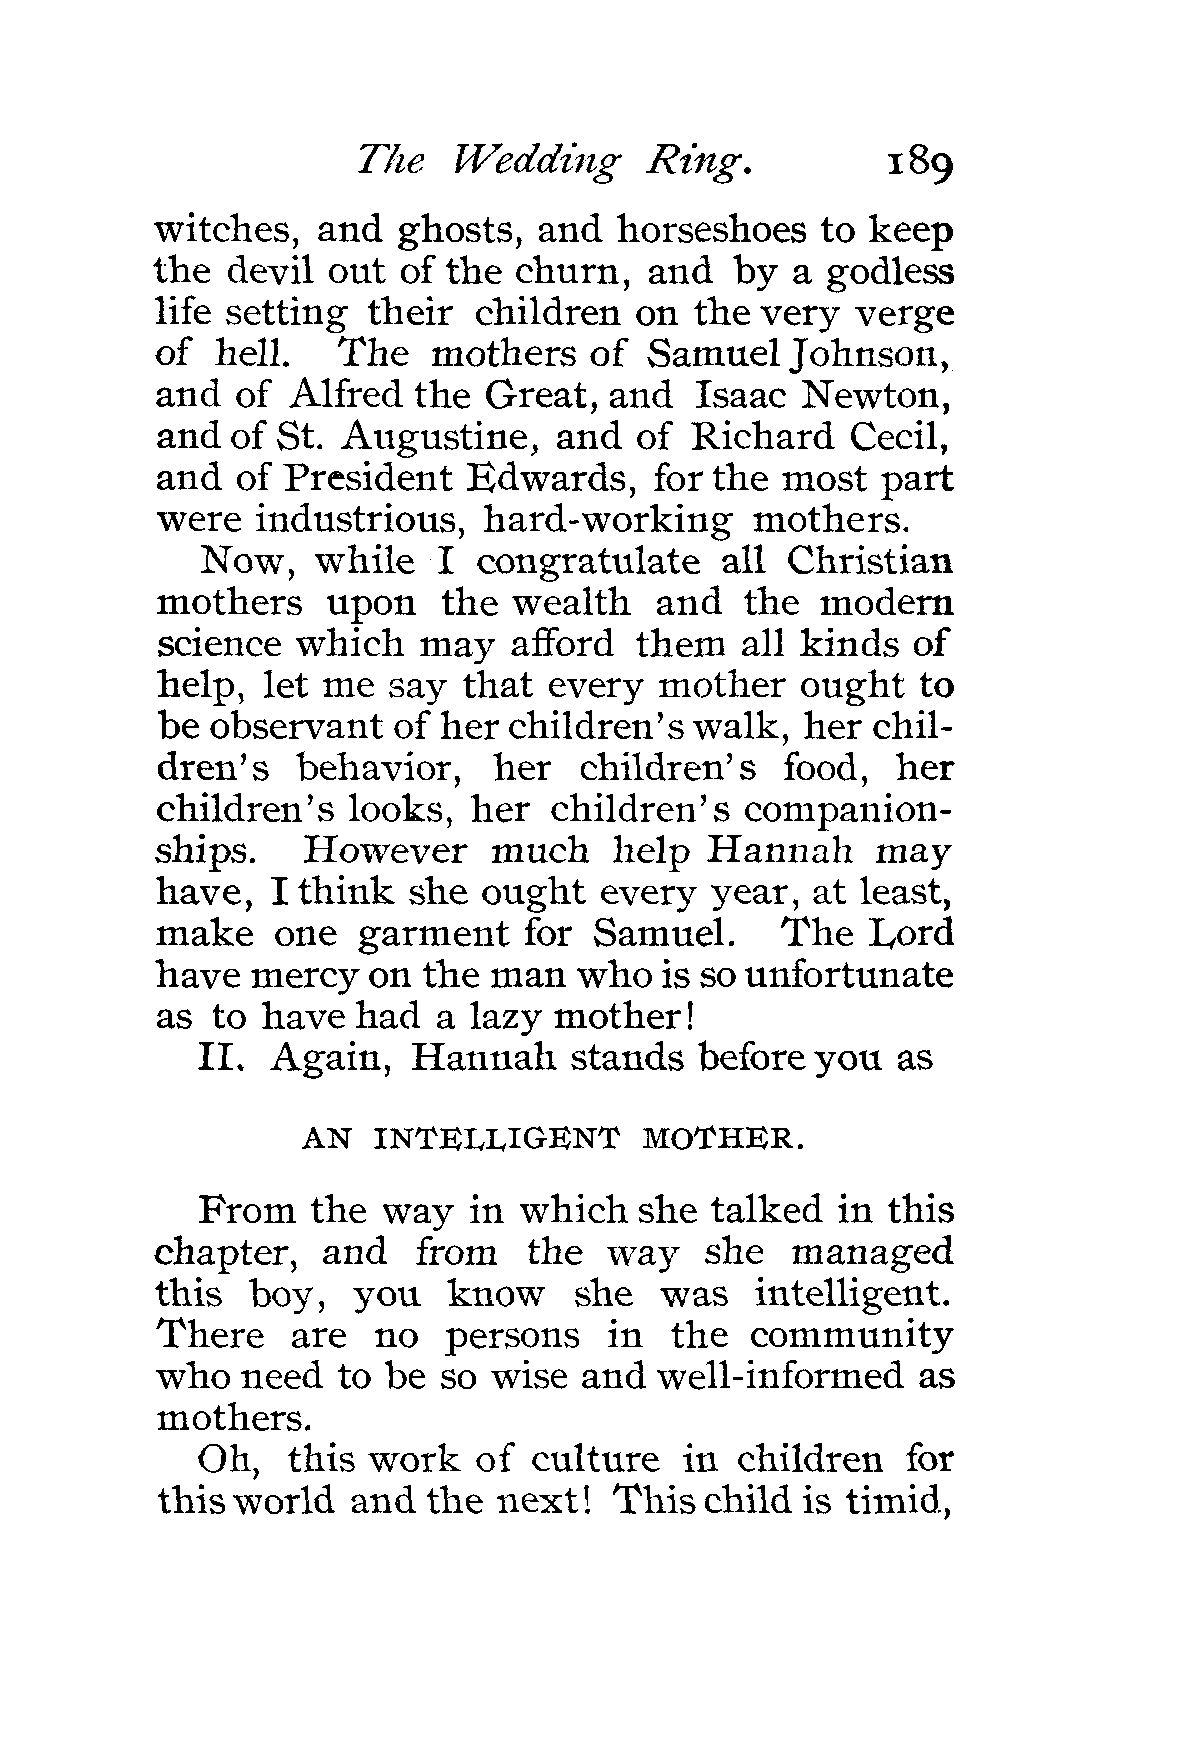 The Wedding Ring. 189
witches, and ghosts, and horseshoes to keep
the devil out of the churn, and by a godless
life setting their children on the very verge
of hell. The mothers of Samuel Johnson,
and of Alfred the Great, and Isaac Newton,
and of St. Augustine, and of Richard Cecil,
and of President Edwards, for the most part
were industrious, hard-working mothers.
Now, while I congratulate all Christian
mothers upon the wealth and the modern
science which may afford them all kinds of
help, let me say that every mother ought to
be observant of her children's walk, her chil-
dren's behavior, her children's food, her
children's looks, her children's companion-
ships. However much help Hannah may
have, I think she ought every year, at least,
make one garment for Samuel. The Lord
have mercy on the man who is so unfortunate
as to have had a lazy mother!
II. Again, Hannah stands before you as
AN INTELLIGENT MOTHER.
From the way in which she talked in this
chapter, and from the way she managed
this boy, you know she was intelligent.
There are no persons in the community
who need to be so wise and well-informed as
mothers.
Oh, this work of culture in children for
this world and the next! This child is timid,